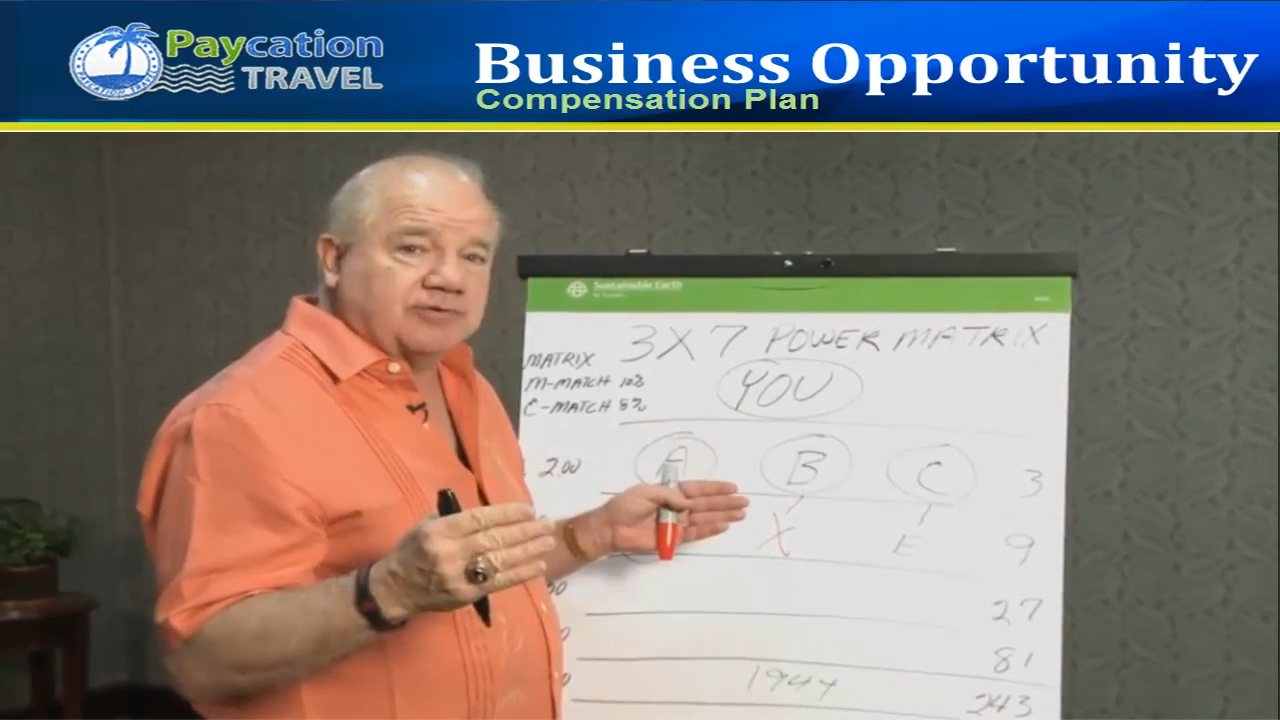 Paycation
TRAVEL
Business Opportunity
Compensation Plan
Sustainable Earth
3X7 POWER MATRIX
MATRIX
M-MATCH 10%
C-MATCH 8%
YOU
2.00
A
B
C
3
X
E
9
27
81
1944
243